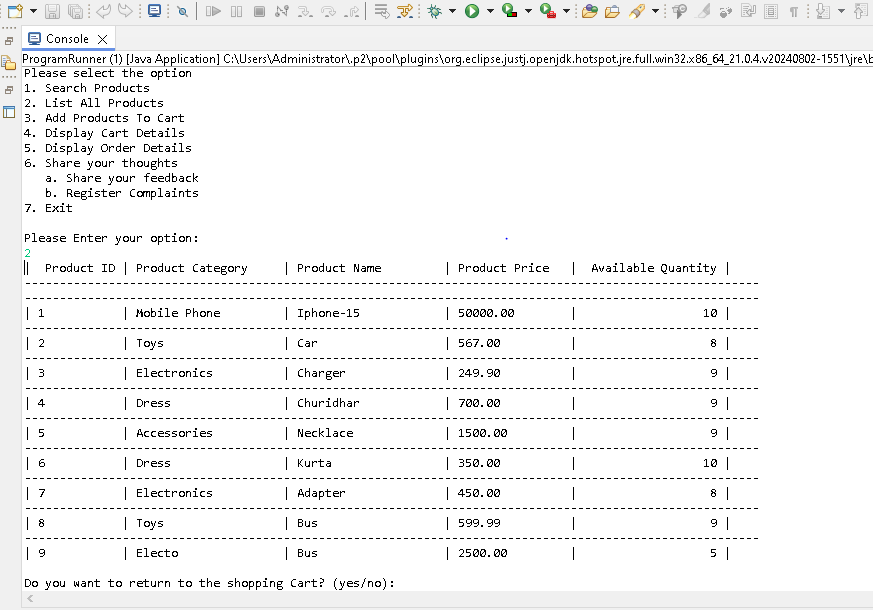 Console
ProgramRunner (1) [Java Application] C:\Users\Administrator\.p2\pool\plugins\org.eclipse.justj.openjdk.hotspot.jre.full.win32.x86_64_21.0.4.v20240802-1551\jre\b
Please select the option
1. Search Products
2. List All Products
3. Add Products To Cart
4. Display Cart Details
5. Display Order Details
6. Share your thoughts
   a. Share your feedback
   b. Register Complaints
7. Exit
Please Enter your option:
2
|  Product ID | Product Category     | Product Name         | Product Price   |  Available Quantity |
---------------------------------------------------------------------------------------------------------
---------------------------------------------------------------------------------------------------------
| 1           | Mobile Phone         | Iphone-15            | 50000.00        |                  10 |
---------------------------------------------------------------------------------------------------------
| 2           | Toys                 | Car                  | 567.00          |                   8 |
---------------------------------------------------------------------------------------------------------
| 3           | Electronics          | Charger              | 249.90          |                   9 |
---------------------------------------------------------------------------------------------------------
| 4           | Dress                | Churidhar            | 700.00          |                   9 |
---------------------------------------------------------------------------------------------------------
| 5           | Accessories          | Necklace             | 1500.00         |                   9 |
---------------------------------------------------------------------------------------------------------
| 6           | Dress                | Kurta                | 350.00          |                  10 |
---------------------------------------------------------------------------------------------------------
| 7           | Electronics          | Adapter              | 450.00          |                   8 |
---------------------------------------------------------------------------------------------------------
| 8           | Toys                 | Bus                  | 599.99          |                   9 |
---------------------------------------------------------------------------------------------------------
| 9           | Electo               | Bus                  | 2500.00         |                   5 |
Do you want to return to the shopping Cart? (yes/no):